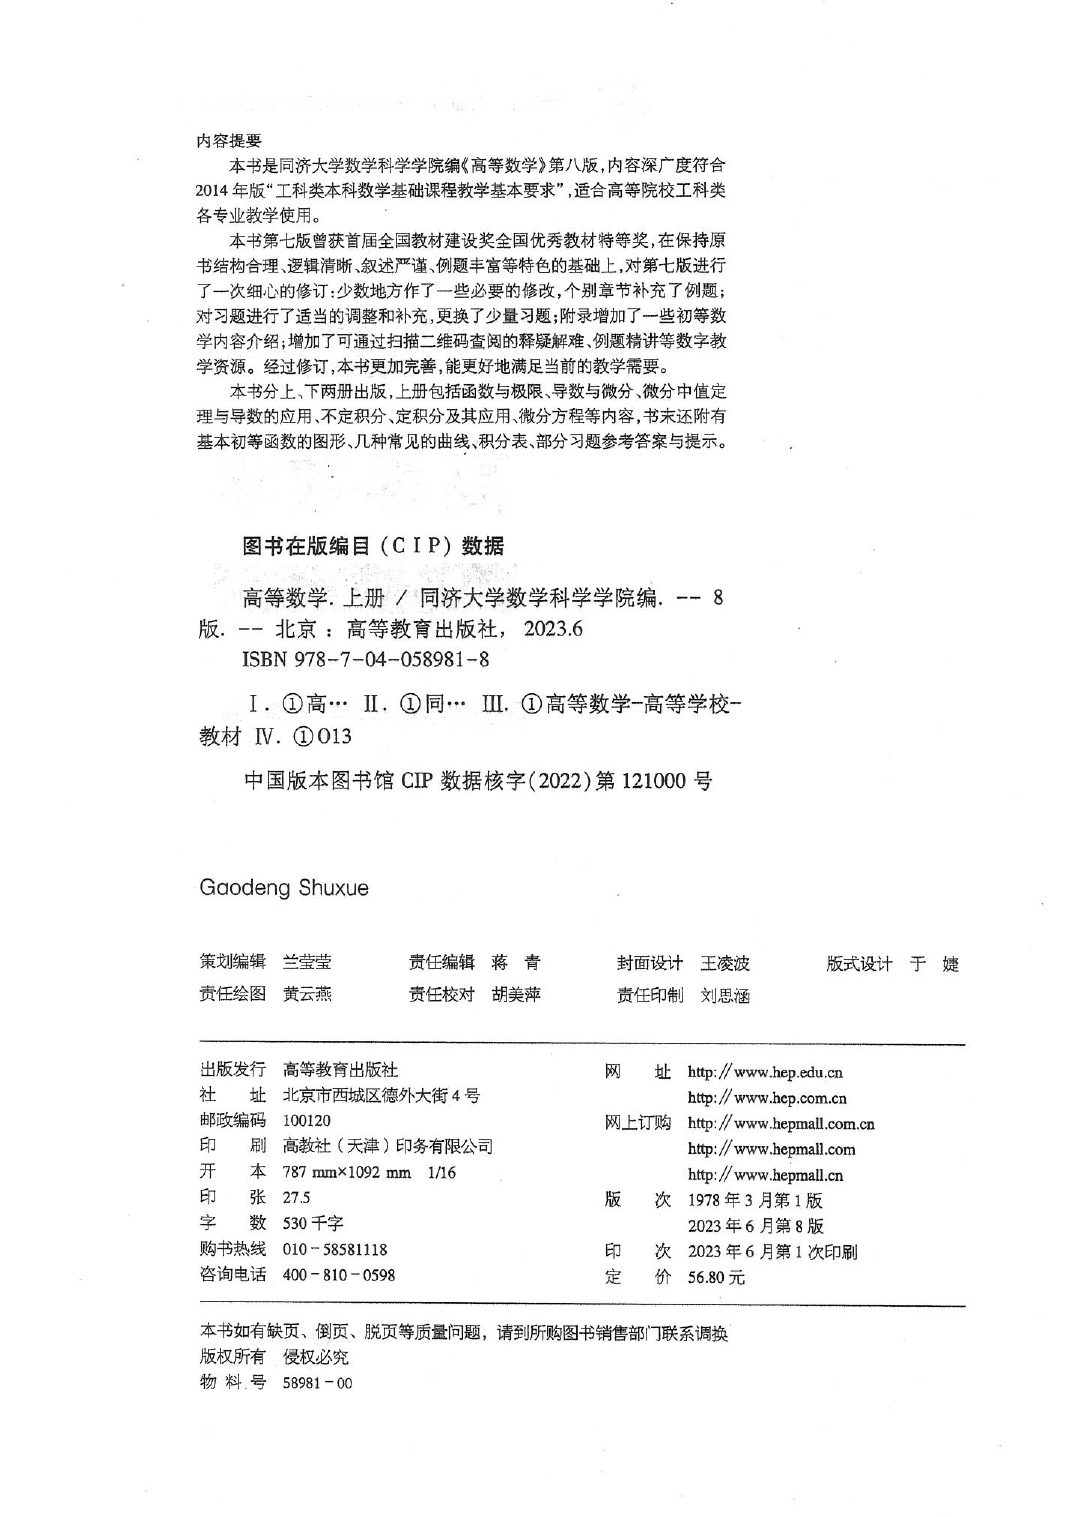 内容提要
本书是同济大学数学科学学院编《高等数学》第八版,内容深广度符合
2014年版“工科类本科数学基础课程教学基本要求”,适合高等院校工科类
各专业教学使用。
本书第七版曾获首届全国教材建设奖全国优秀教材特等奖,在保持原
书结构合理、逻辑清晰、叙述严谨、例题丰富等特色的基础上,对第七版进行
了一次细心的修订:少数地方作了一些必要的修改,个别章节补充了例题;
对习题进行了适当的调整和补充,更换了少量习题;附录增加了一些初等数
学内容介绍;增加了可通过扫描二维码查阅的释疑解难、例题精讲等数字教
学资源。经过修订,本书更加完善,能更好地满足当前的教学需要。
本书分上、下两册出版,上册包括函数与极限、导数与微分、微分中值定
理与导数的应用、不定积分、定积分及其应用、微分方程等内容,书末还附有
基本初等函数的图形、几种常见的曲线、积分表、部分习题参考答案与提示。
图书在版编目(CIP)数据
高等数学. 上册 / 同济大学数学科学学院编. -- 8
版. -- 北京 : 高等教育出版社, 2023.6
ISBN 978-7-04-058981-8
Ⅰ. ①高… Ⅱ. ①同… Ⅲ. ①高等数学-高等学校-
教材 Ⅳ. ①O13
中国版本图书馆 CIP 数据核字(2022)第 121000 号
Gaodeng Shuxue
策划编辑 兰莹莹 责任编辑 蒋 青 封面设计 王凌波 版式设计 于 婕
责任绘图 黄云燕 责任校对 胡美萍 责任印制 刘思涵
出版发行 高等教育出版社 网 址 http://www.hep.edu.cn
社 址 北京市西城区德外大街4号 http://www.hep.com.cn
邮政编码 100120 网上订购 http://www.hepmall.com.cn
印 刷 高教社(天津)印务有限公司 http://www.hepmall.com
开 本 787 mm×1092 mm 1/16 http://www.hepmall.cn
印 张 27.5 版 次 1978年3月第1版
字 数 530千字 2023年6月第8版
购书热线 010-58581118 印 次 2023年6月第1次印刷
咨询电话 400-810-0598 定 价 56.80元
本书如有缺页、倒页、脱页等质量问题,请到所购图书销售部门联系调换
版权所有 侵权必究
物 料 号 58981-00